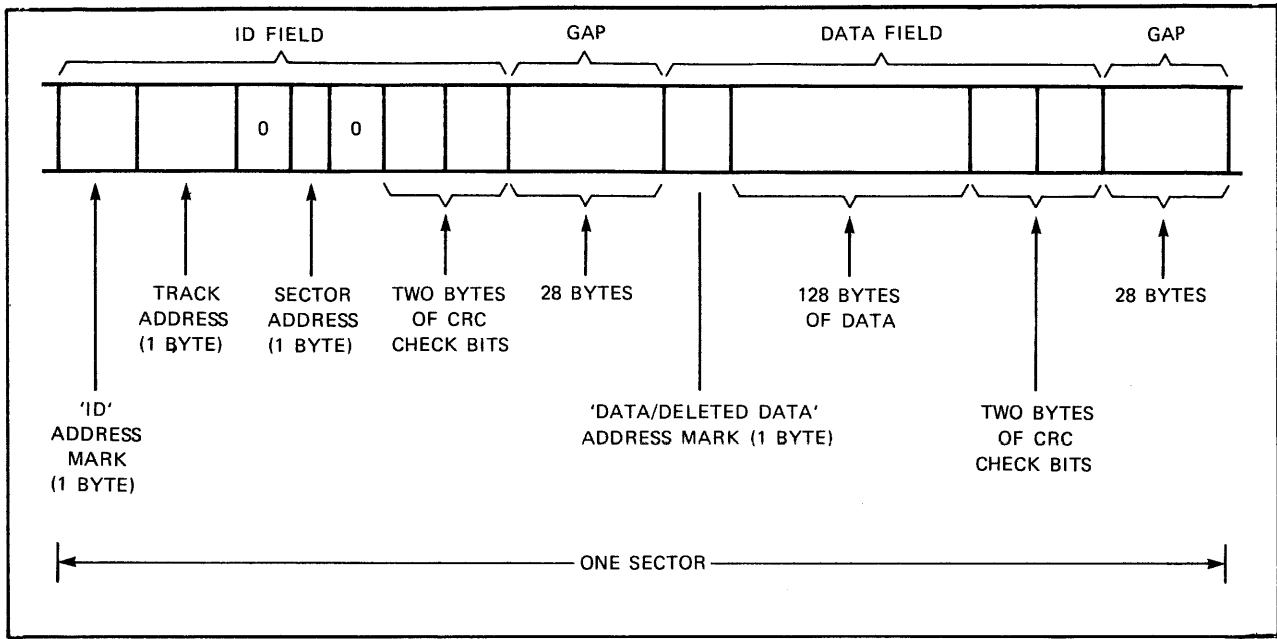 ID FIELD GAP DATA FIELD GAP
0 0
TRACK
ADDRESS
(1 BYTE)
SECTOR
ADDRESS
(1 BYTE)
TWO BYTES
OF CRC
CHECK BITS
28 BYTES
128 BYTES
OF DATA
28 BYTES
'ID'
ADDRESS
MARK
(1 BYTE)
'DATA/DELETED DATA'
ADDRESS MARK (1 BYTE)
TWO BYTES
OF CRC
CHECK BITS
ONE SECTOR